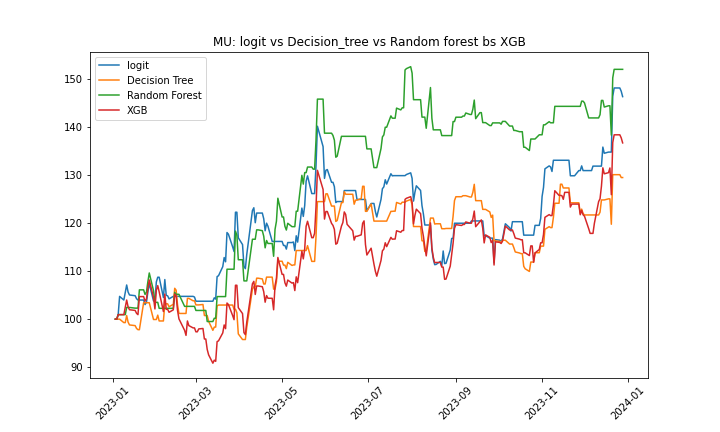 MU: logit vs Decision_tree vs Random forest bs XGB
logit
Decision Tree
Random Forest
XGB
150
140
130
120
110
100
90
2023-01
2023-03
2023-05
2023-07
2023-09
2023-11
2024-01